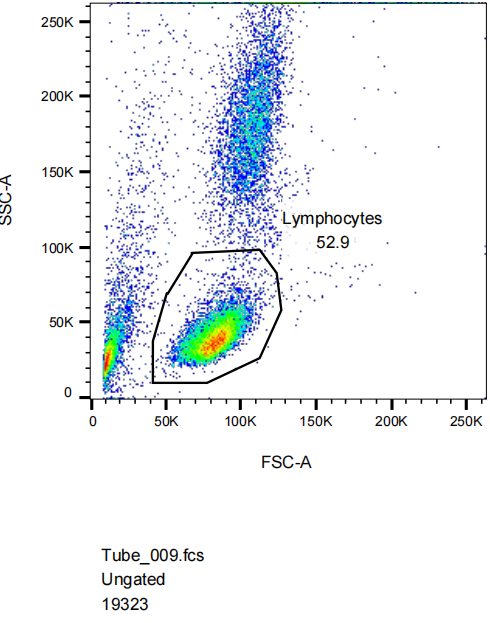 250K
200K
150K
100K
50K
0
SSC-A
Lymphocytes
52.9
0 50K 100K 150K 200K 250K
FSC-A
Tube_009.fcs
Ungated
19323